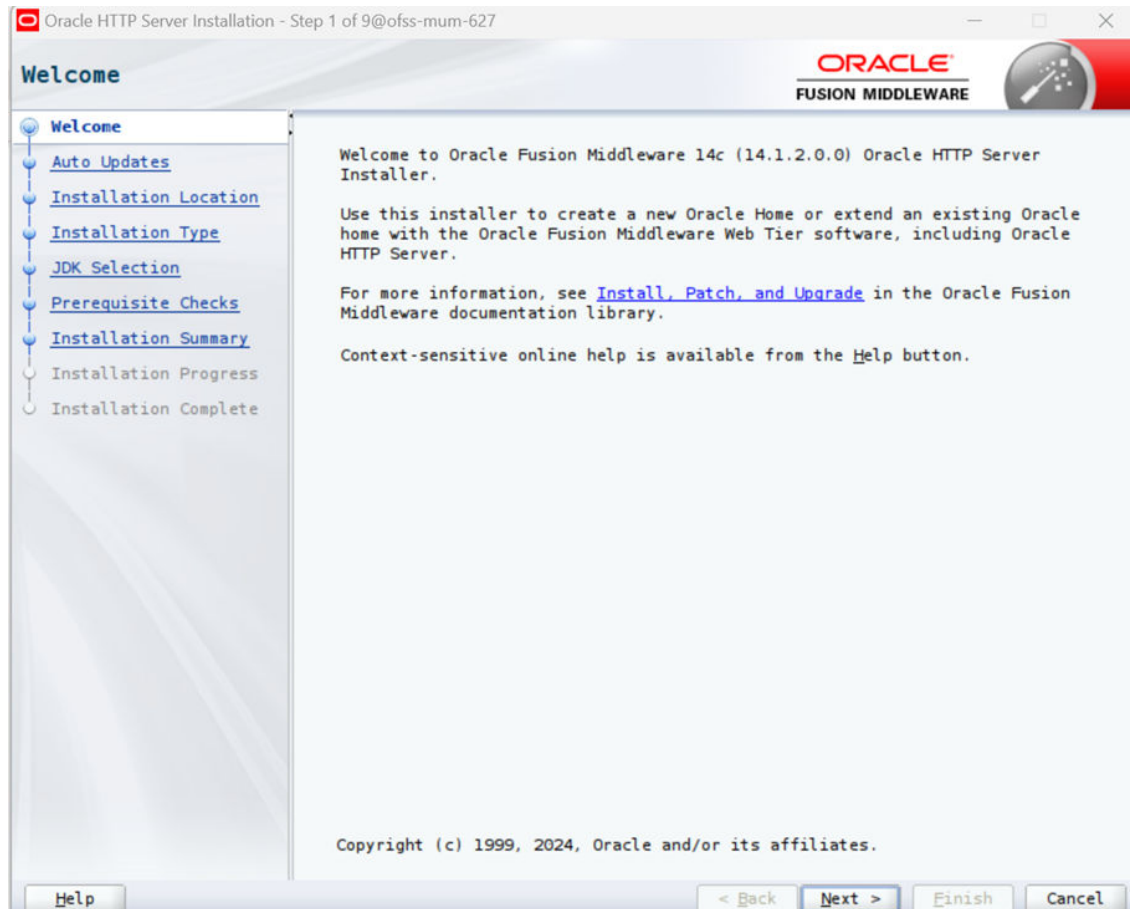 Oracle HTTP Server Installation - Step 1 of 9@ofss-mum-627
Welcome
ORACLE
FUSION MIDDLEWARE
Welcome
Auto Updates
Installation Location
Installation Type
JDK Selection
Prerequisite Checks
Installation Summary
Installation Progress
Installation Complete
Welcome to Oracle Fusion Middleware 14c (14.1.2.0.0) Oracle HTTP Server
Installer.
Use this installer to create a new Oracle Home or extend an existing Oracle
home with the Oracle Fusion Middleware Web Tier software, including Oracle
HTTP Server.
For more information, see Install, Patch, and Upgrade in the Oracle Fusion
Middleware documentation library.
Context-sensitive online help is available from the Help button.
Copyright (c) 1999, 2024, Oracle and/or its affiliates.
Help
< Back
Next >
Finish
Cancel